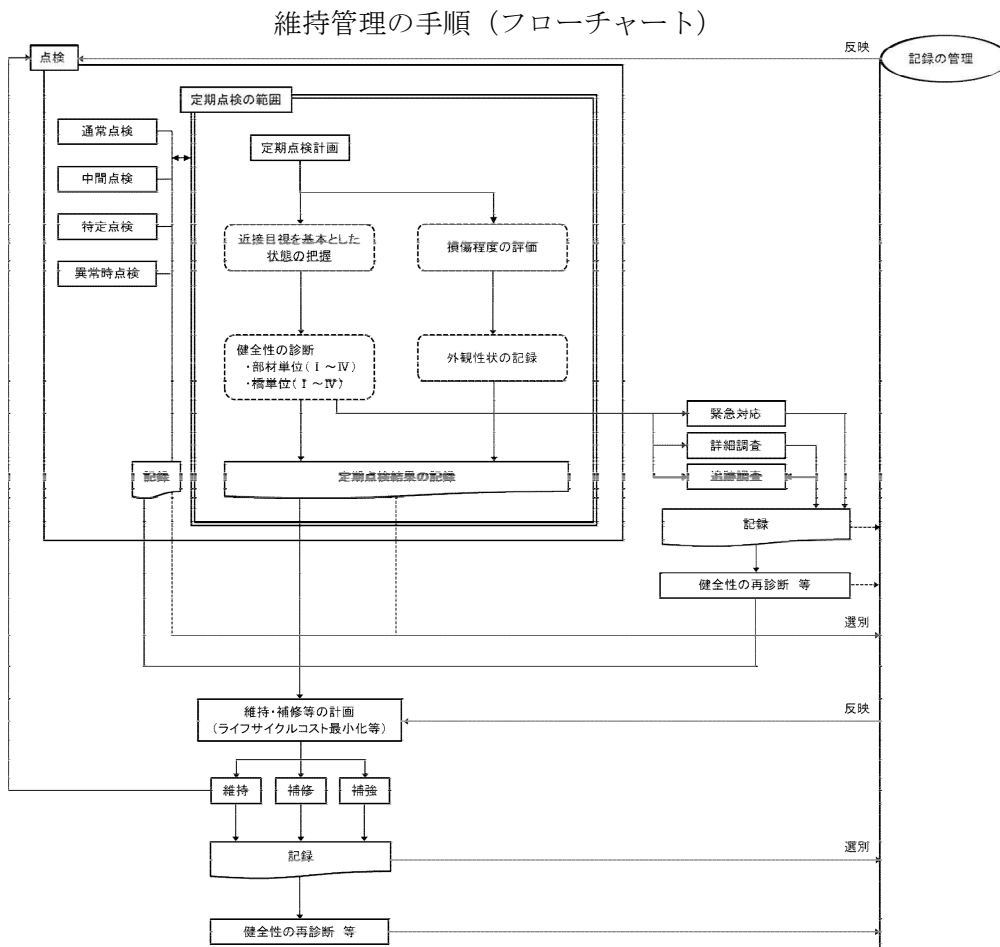 維持管理の手順（フローチャート）
点検
反映
記録の管理
定期点検の範囲
通常点検
定期点検計画
中間点検
特定点検
近接目視を基本とした
状態の把握
損傷程度の評価
異常時点検
健全性の診断
・部材単位（Ⅰ～Ⅳ）
・橋単位（Ⅰ～Ⅳ）
外観性状の記録
緊急対応
詳細調査
記録
定期点検結果の記録
追跡調査
記録
健全性の再診断 等
選別
維持・補修等の計画
（ライフサイクルコスト最小化等）
反映
維持
補修
補強
記録
選別
健全性の再診断 等